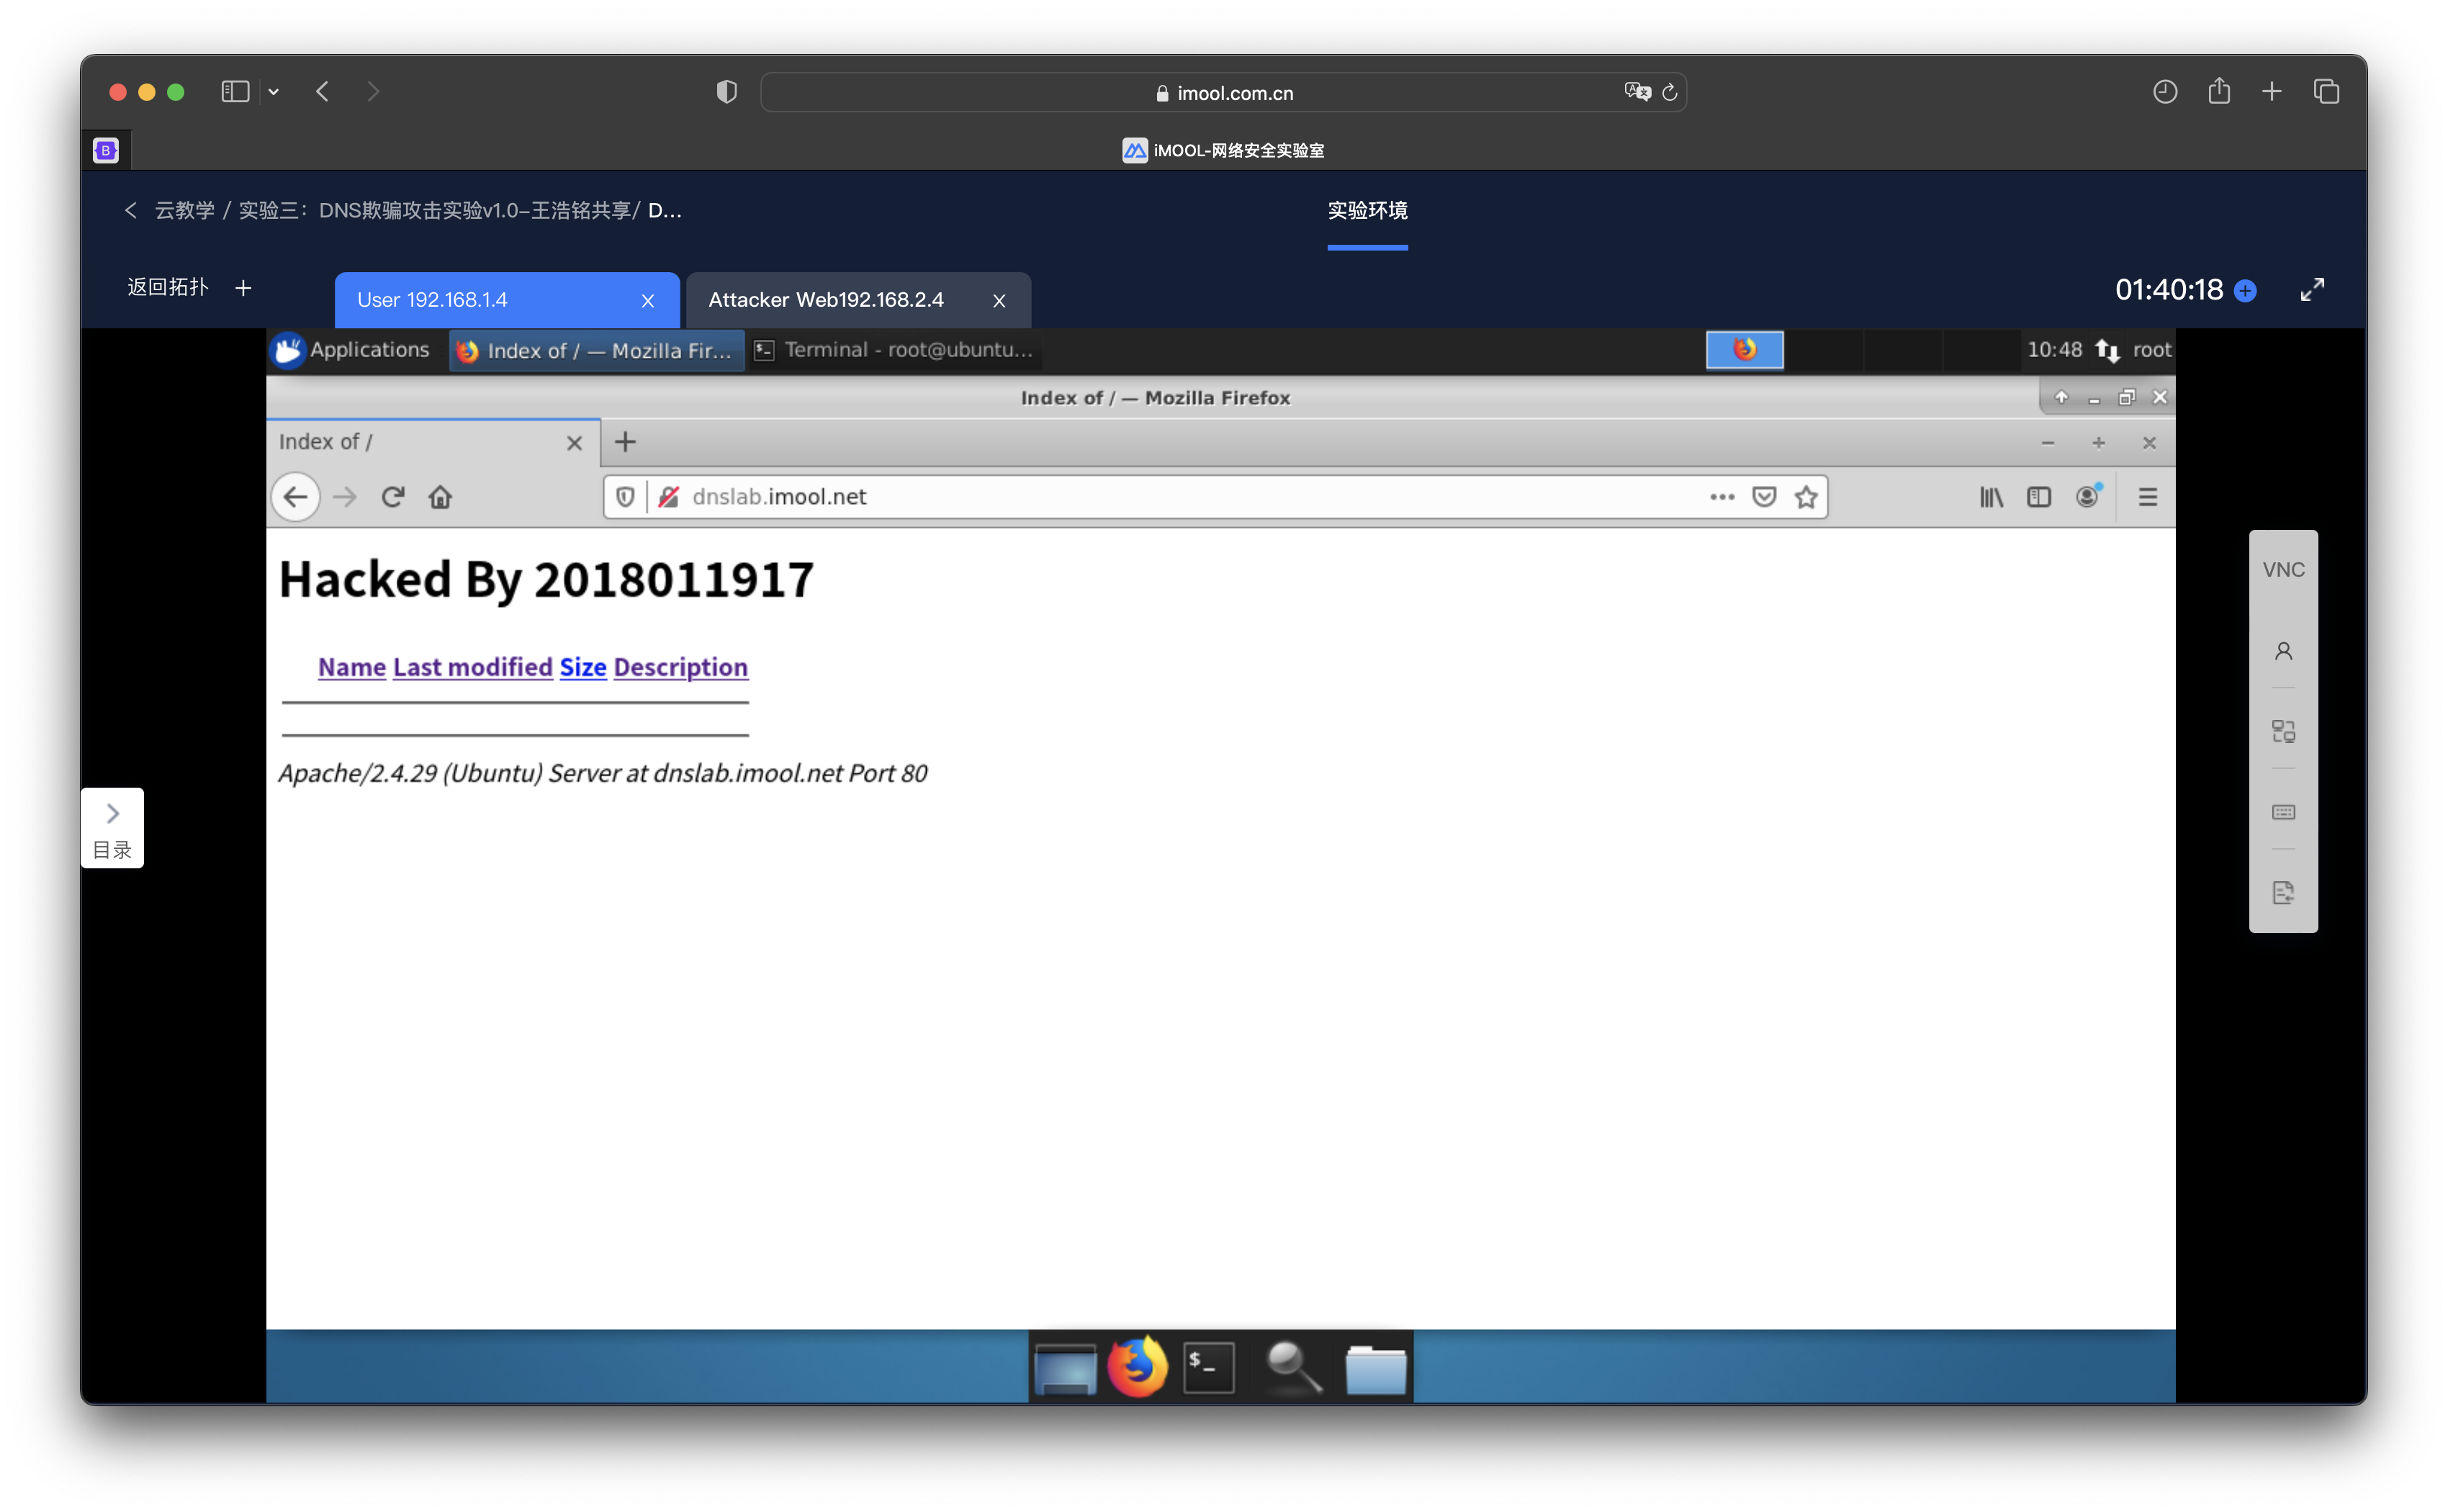 imool.com.cn
B
iMOOL-网络安全实验室
云教学 / 实验三：DNS欺骗攻击实验v1.0-王浩铭共享/ D...
实验环境
返回拓扑 +
User 192.168.1.4 X
Attacker Web192.168.2.4 X
01:40:18
Applications
Index of / — Mozilla Fir...
Terminal - root@ubuntu...
10:48
root
Index of / — Mozilla Firefox
Index of /
dnslab.imool.net
Hacked By 2018011917
Name Last modified Size Description
Apache/2.4.29 (Ubuntu) Server at dnslab.imool.net Port 80
VNC
目录